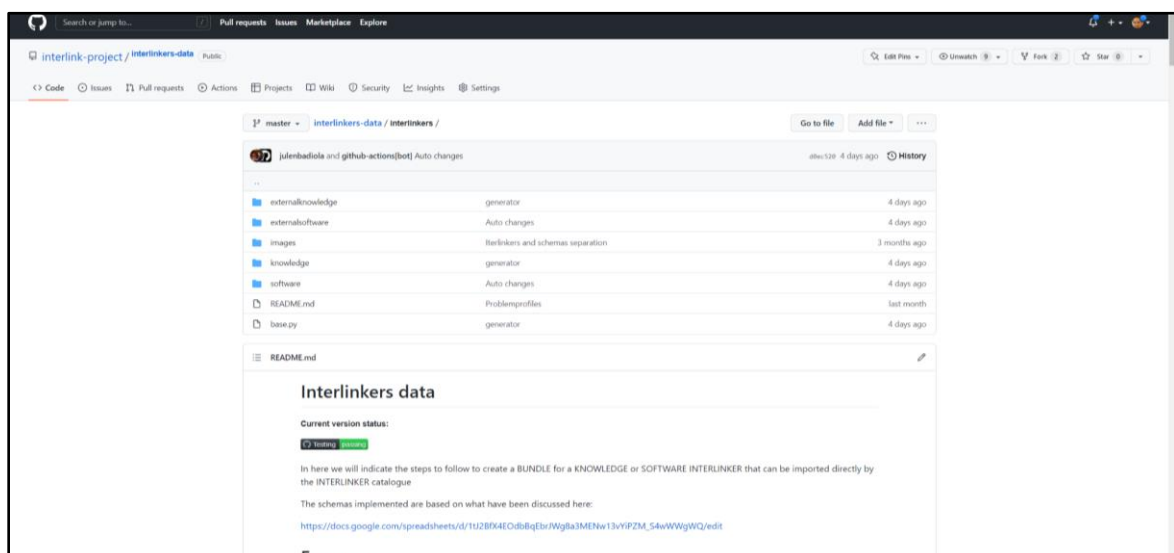 Search or jump to... /
Pull requests Issues Marketplace Explore
interlink-project / interlinkers-data Public
Edit Pins Unwatch 9 Fork 2 Star 0
Code Issues Pull requests Actions Projects Wiki Security Insights Settings
master interlinkers-data / interlinkers / Go to file Add file ...
julenbadiola and github-actions[bot] Auto changes 4 days ago History
..
externalknowledge generator 4 days ago
externalsoftware Auto changes 4 days ago
images Iterlinkers and schemas separation 3 months ago
knowledge generator 4 days ago
software Auto changes 4 days ago
README.md Problemprofiles last month
base.py generator 4 days ago
README.md
Interlinkers data
Current version status:
Testing passing
In here we will indicate the steps to follow to create a BUNDLE for a KNOWLEDGE or SOFTWARE INTERLINKER that can be imported directly by
the INTERLINKER catalogue
The schemas implemented are based on what have been discussed here: